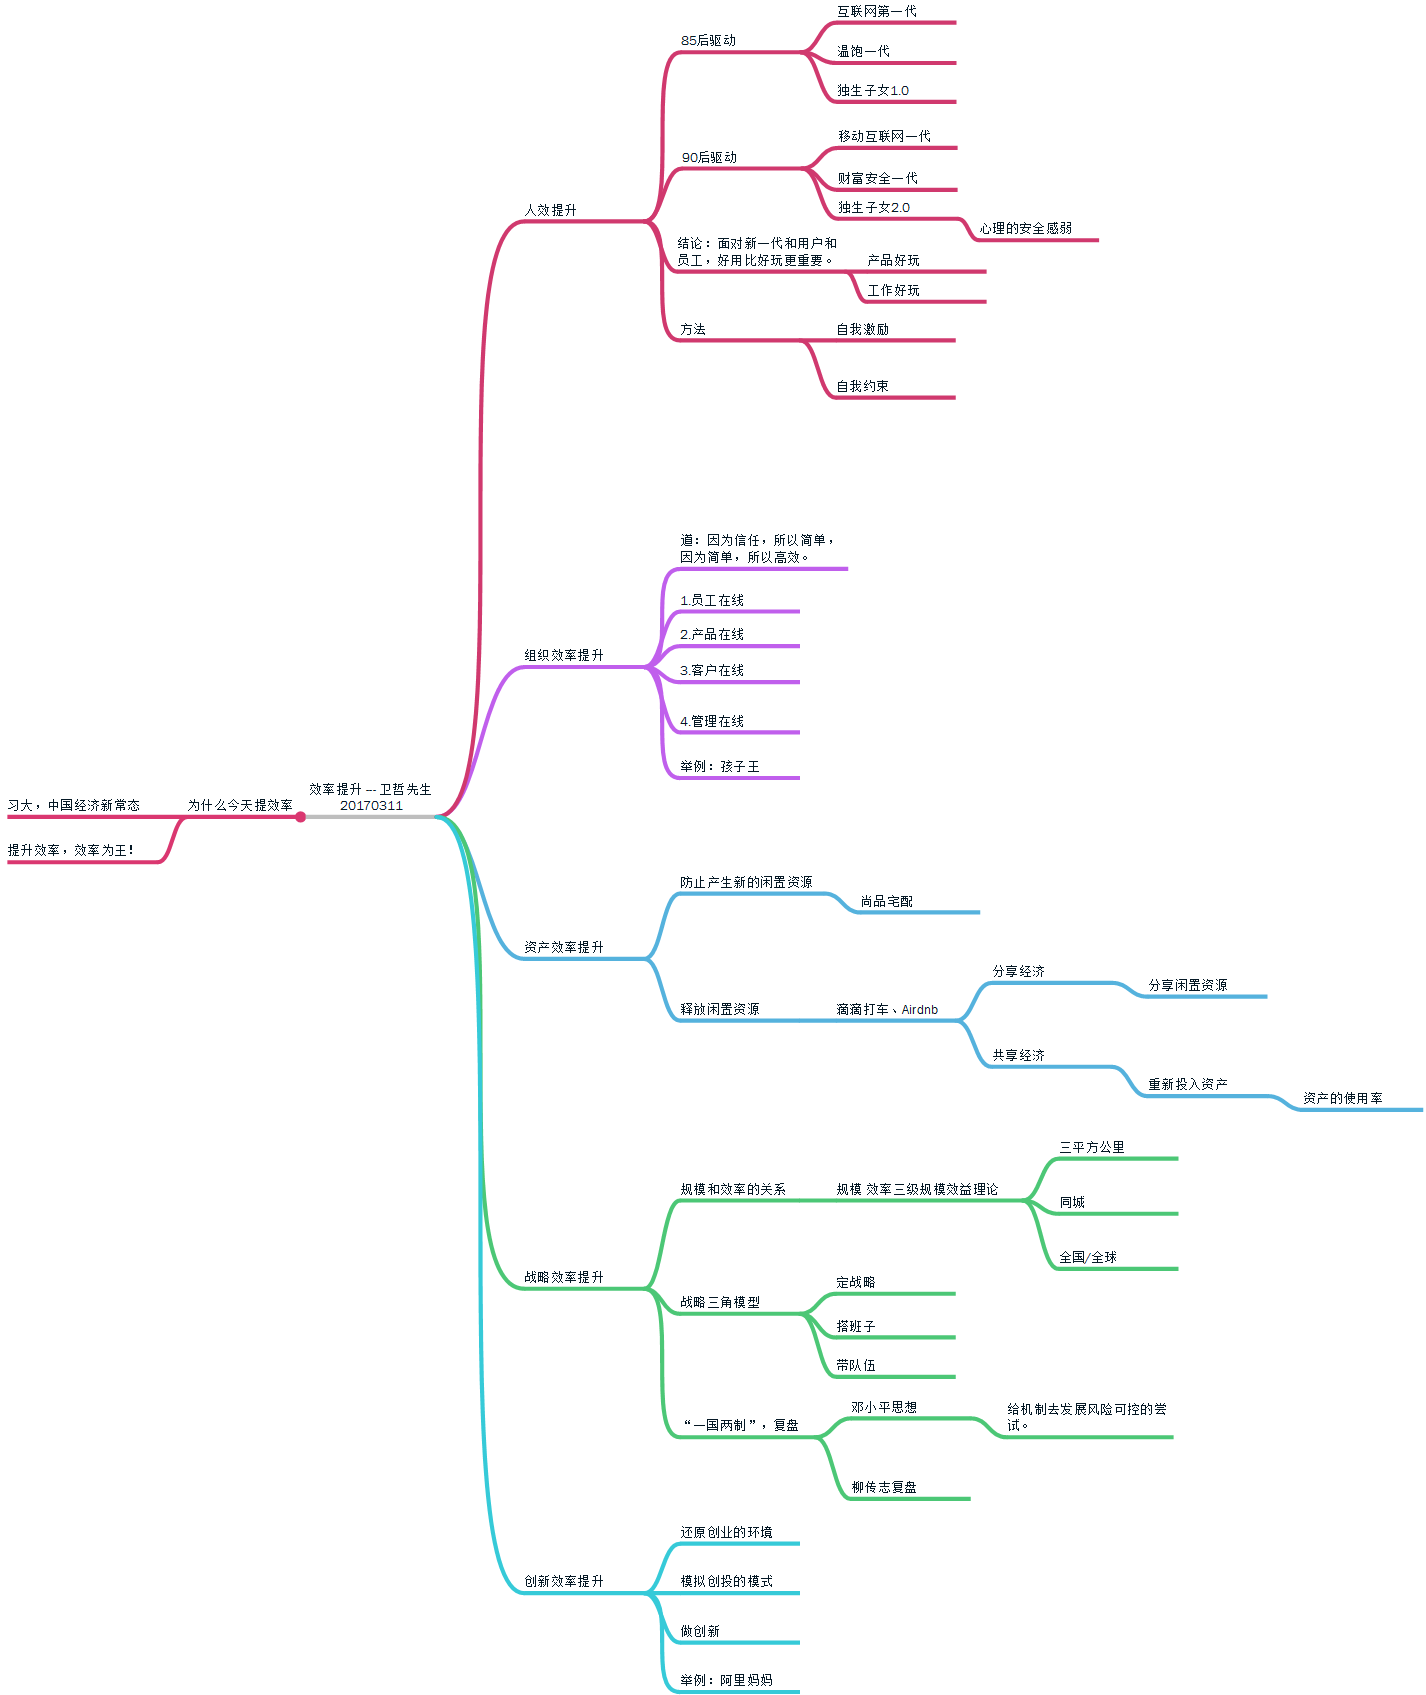 互联网第一代
85后驱动
温饱一代
独生子女1.0
移动互联网一代
90后驱动
财富安全一代
独生子女2.0
人效提升
心理的安全感弱
结论：面对新一代和用户和
员工，好用比好玩更重要。
产品好玩
工作好玩
方法
自我激励
自我约束
道：因为信任，所以简单，
因为简单，所以高效。
1.员工在线
2.产品在线
组织效率提升
3.客户在线
4.管理在线
举例：孩子王
效率提升 -- 卫哲先生
20170311
为什么今天提效率
习大，中国经济新常态
提升效率，效率为王！
防止产生新的闲置资源
尚品宅配
资产效率提升
分享经济
分享闲置资源
释放闲置资源
滴滴打车、Airdnb
共享经济
重新投入资产
资产的使用率
三平方公里
规模和效率的关系
规模 效率三级规模效益理论
同城
全国/全球
战略效率提升
定战略
战略三角模型
搭班子
带队伍
邓小平思想
给机制去发展风险可控的尝
试。
“一国两制”，复盘
柳传志复盘
还原创业的环境
创新效率提升
模拟创投的模式
做创新
举例：阿里妈妈